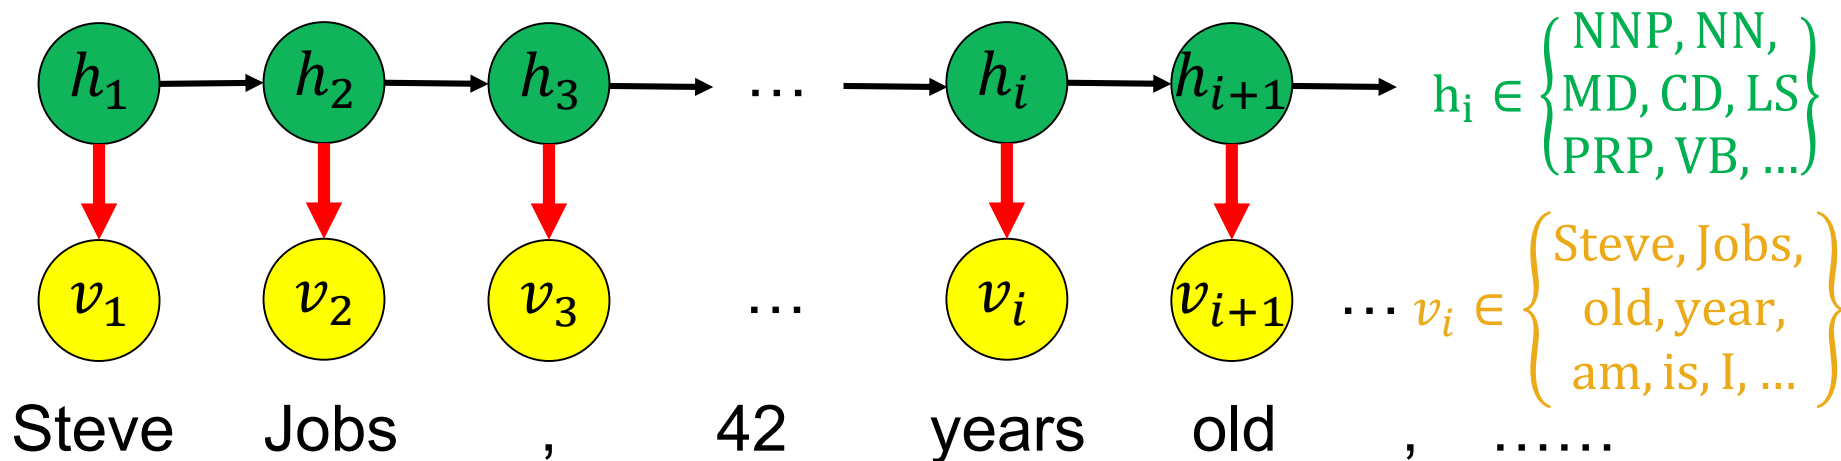 h₁ h₂ h₃ … hᵢ hᵢ₊₁
hᵢ ∈ { NNP, NN,
MD, CD, LS
PRP, VB, … }
v₁ v₂ v₃ … vᵢ vᵢ₊₁ …
vᵢ ∈ { Steve, Jobs,
old, year,
am, is, I, … }
Steve Jobs , 42 years old , ……